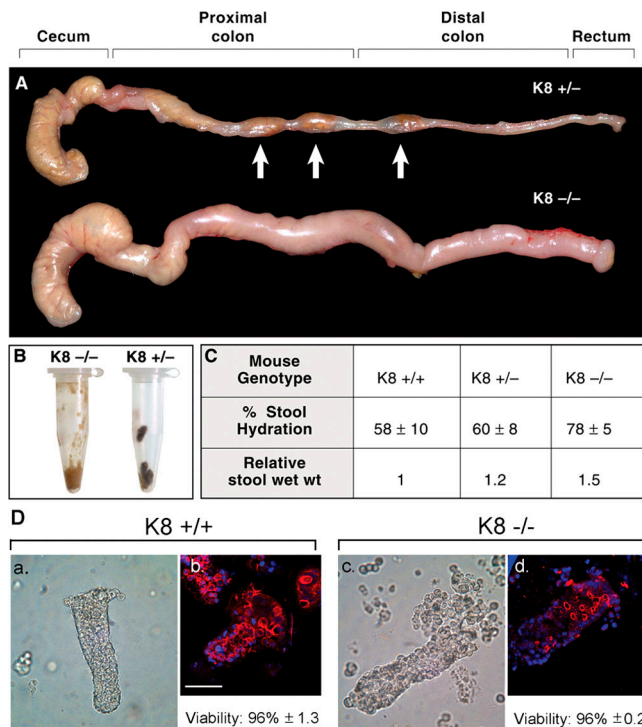 Cecum Proximal colon Distal colon Rectum
A
K8 +/–
K8 –/–
B
K8 –/– K8 +/–
C
Mouse Genotype K8 +/+ K8 +/– K8 –/–
% Stool Hydration 58 ± 10 60 ± 8 78 ± 5
Relative stool wet wt 1 1.2 1.5
D
K8 +/+ K8 -/-
a. b. c. d.
Viability: 96% ± 1.3 Viability: 96% ± 0.2